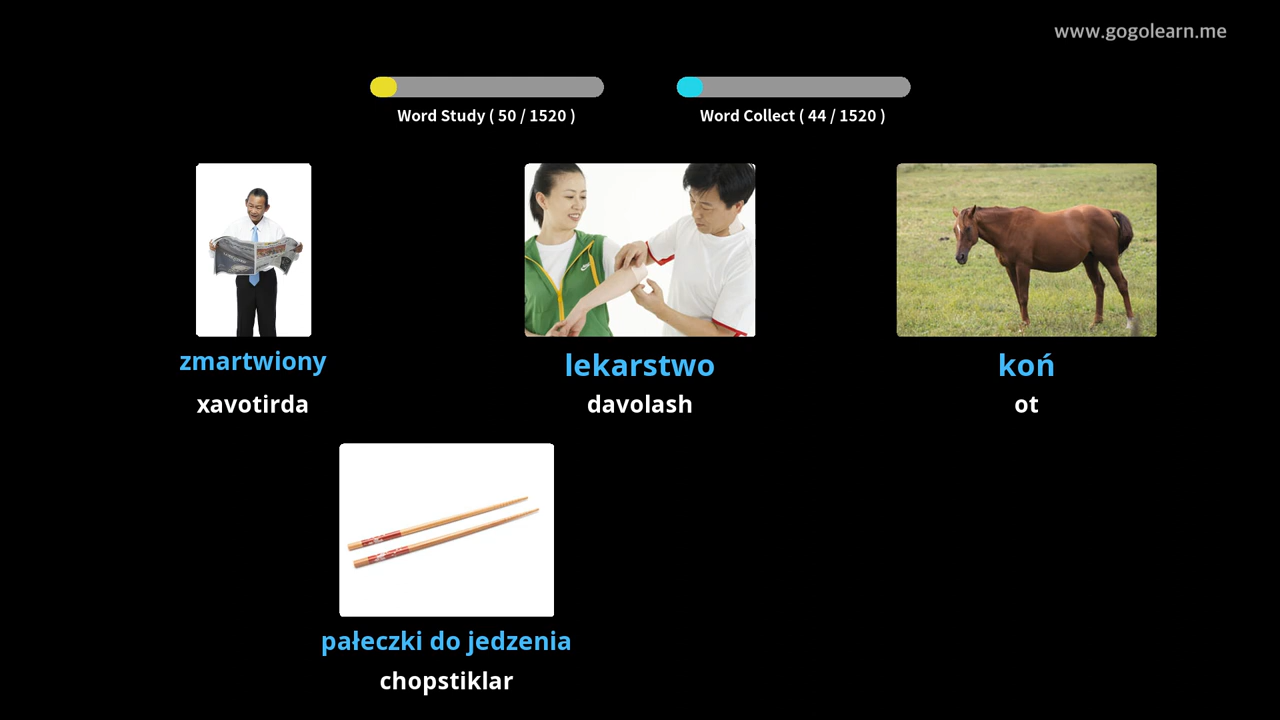 www.gogolearn.me
Word Study ( 50 / 1520 )
Word Collect ( 44 / 1520 )
zmartwiony
lekarstwo
koń
xavotirda
davolash
ot
pałeczki do jedzenia
chopstiklar